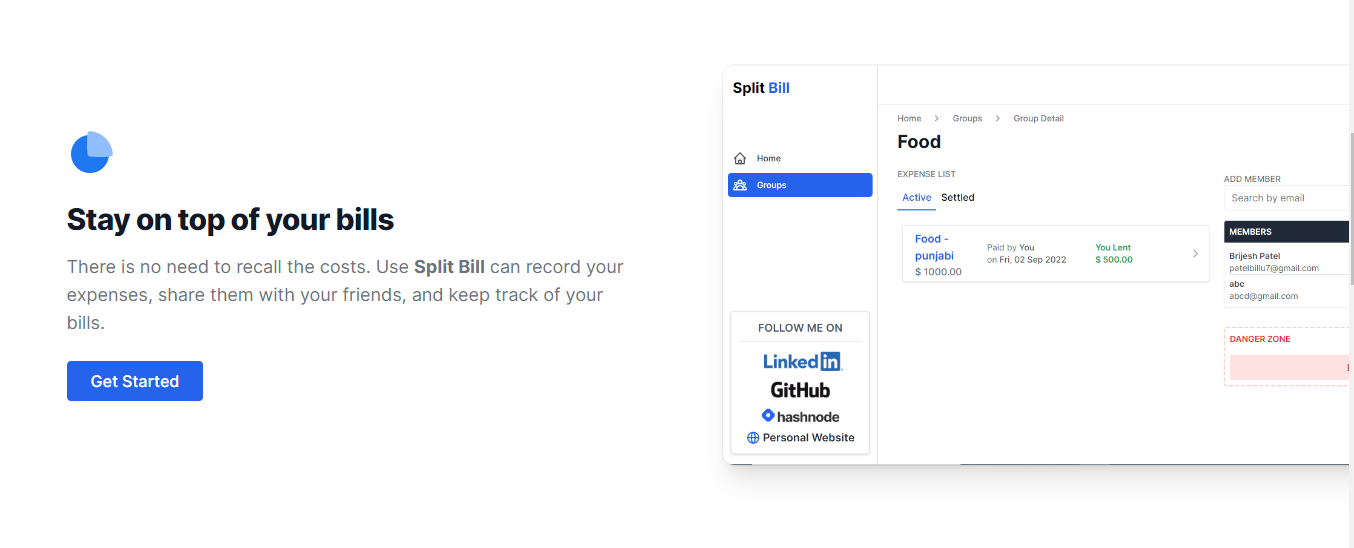 Stay on top of your bills
There is no need to recall the costs. Use Split Bill can record your
expenses, share them with your friends, and keep track of your
bills.
Get Started
Split Bill
Home
Groups
FOLLOW ME ON
LinkedIn
GitHub
hashnode
Personal Website
Home > Groups > Group Detail
Food
EXPENSE LIST
Active Settled
Food -
punjabi
$ 1000.00
Paid by You
on Fri, 02 Sep 2022
You Lent
$ 500.00
ADD MEMBER
Search by email
MEMBERS
Brijesh Patel
patelbillu7@gmail.com
abc
abcd@gmail.com
DANGER ZONE